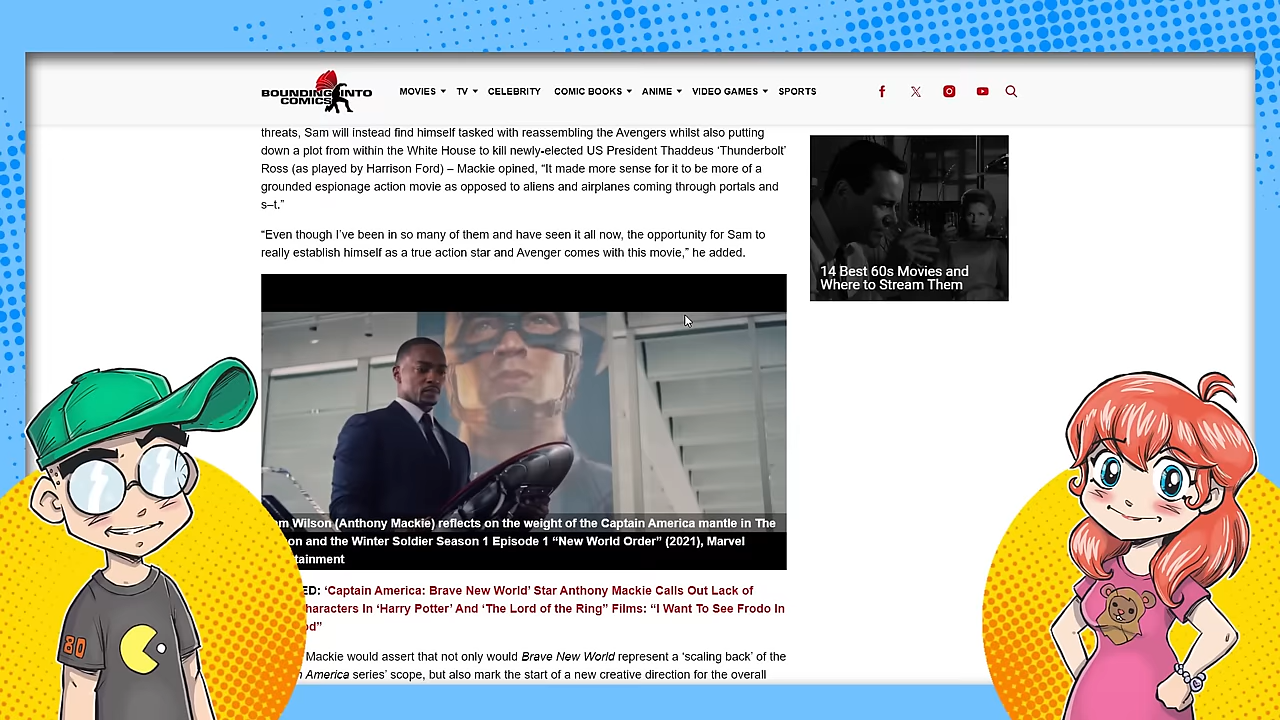 BOUNDING INTO
COMICS
MOVIES TV CELEBRITY COMIC BOOKS ANIME VIDEO GAMES SPORTS
threats, Sam will instead find himself tasked with reassembling the Avengers whilst also putting
down a plot from within the White House to kill newly-elected US President Thaddeus ‘Thunderbolt’
Ross (as played by Harrison Ford) – Mackie opined, “It made more sense for it to be more of a
grounded espionage action movie as opposed to aliens and airplanes coming through portals and
s–t.”
“Even though I’ve been in so many of them and have seen it all now, the opportunity for Sam to
really establish himself as a true action star and Avenger comes with this movie,” he added.
14 Best 60s Movies and
Where to Stream Them
m Wilson (Anthony Mackie) reflects on the weight of the Captain America mantle in The
on and the Winter Soldier Season 1 Episode 1 “New World Order” (2021), Marvel
tainment
ED: ‘Captain America: Brave New World’ Star Anthony Mackie Calls Out Lack of
haracters In ‘Harry Potter’ And ‘The Lord of the Ring” Films: “I Want To See Frodo In
d”
Mackie would assert that not only would Brave New World represent a ‘scaling back’ of the
America series’ scope, but also mark the start of a new creative direction for the overall
80